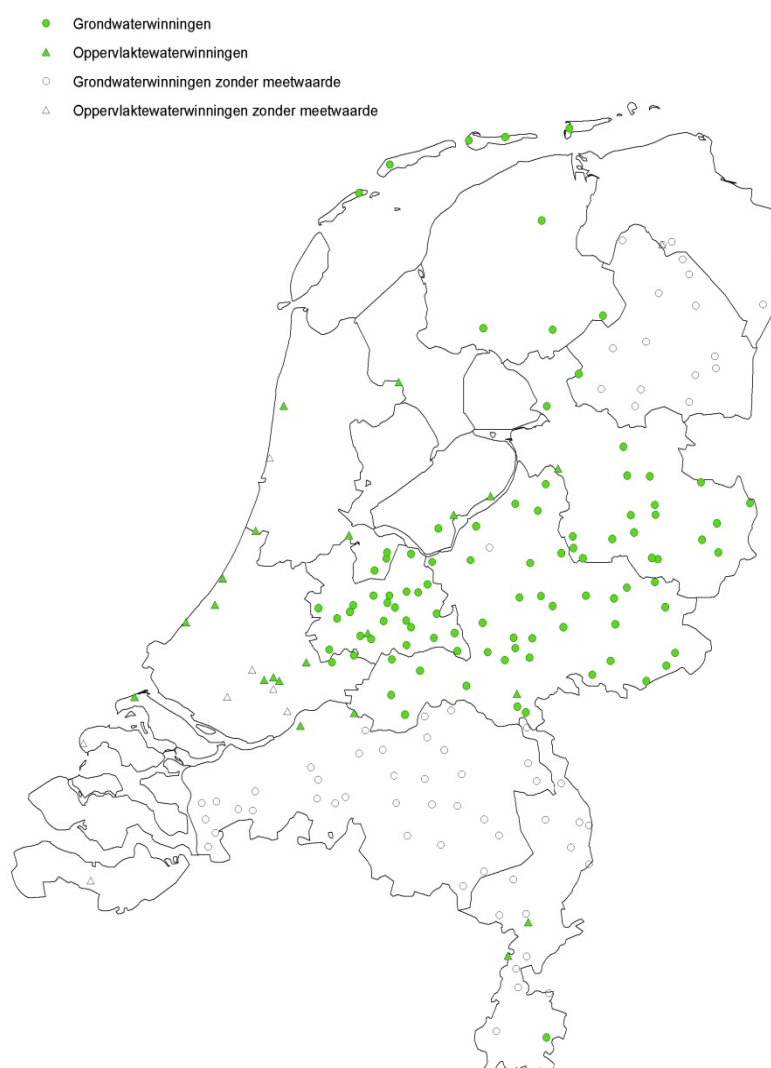 Grondwaterwinningen
Oppervlaktewaterwinningen
Grondwaterwinningen zonder meetwaarde
Oppervlaktewaterwinningen zonder meetwaarde